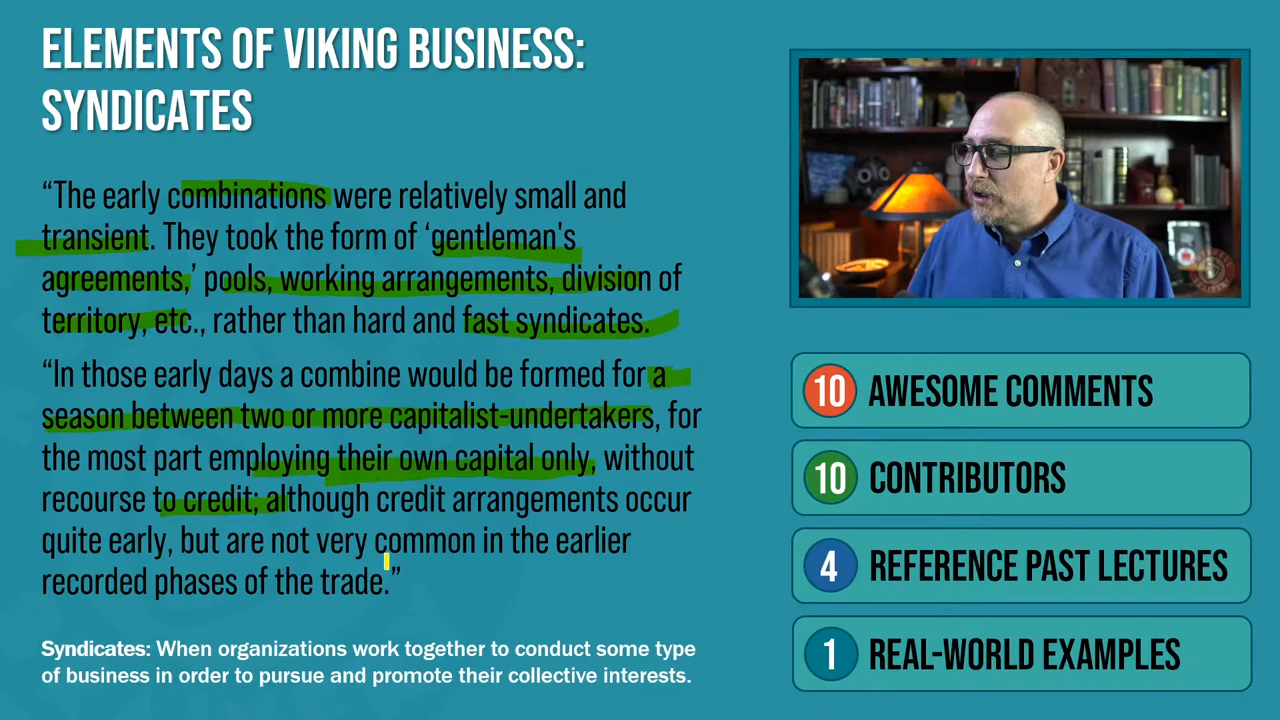 ELEMENTS OF VIKING BUSINESS:
SYNDICATES
“The early combinations were relatively small and
transient. They took the form of ‘gentleman's
agreements,’ pools, working arrangements, division of
territory, etc., rather than hard and fast syndicates.
“In those early days a combine would be formed for a
season between two or more capitalist-undertakers, for
the most part employing their own capital only, without
recourse to credit; although credit arrangements occur
quite early, but are not very common in the earlier
recorded phases of the trade.”
Syndicates: When organizations work together to conduct some type
of business in order to pursue and promote their collective interests.
10 AWESOME COMMENTS
10 CONTRIBUTORS
4 REFERENCE PAST LECTURES
1 REAL-WORLD EXAMPLES